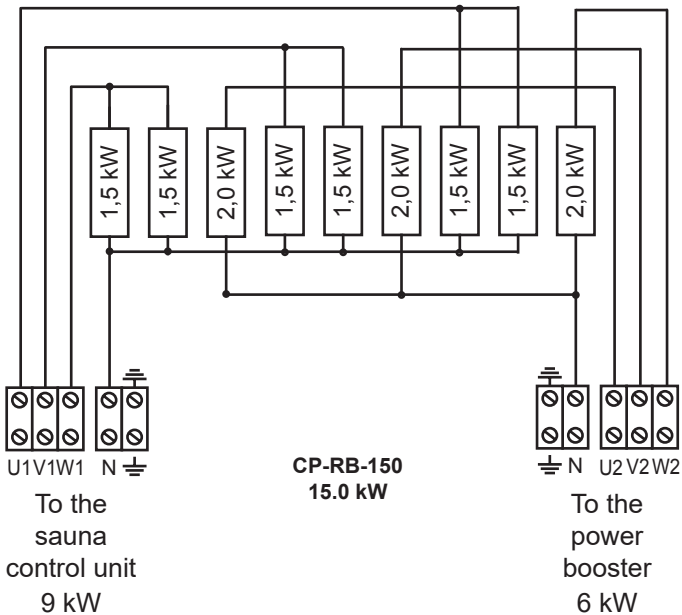 1,5 kW
1,5 kW
2,0 kW
1,5 kW
1,5 kW
2,0 kW
1,5 kW
1,5 kW
2,0 kW
U1 V1 W1 N
N U2 V2 W2
To the
sauna
control unit
9 kW
CP-RB-150
15.0 kW
To the
power
booster
6 kW